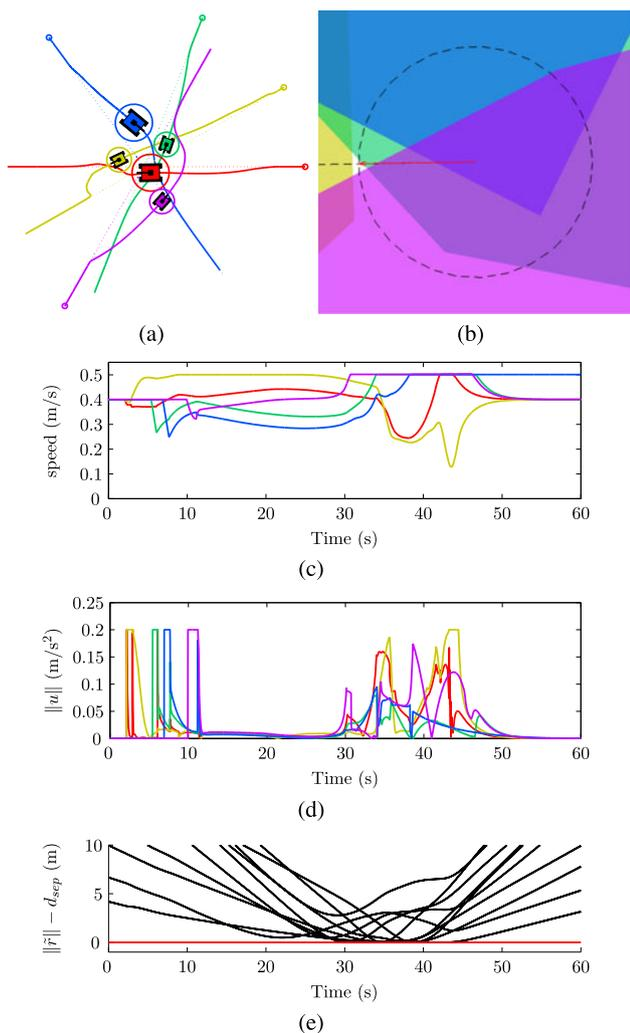 (a)
(b)
0.5
0.4
0.3
0.2
0.1
0
speed (m/s)
0 10 20 30 40 50 60
Time (s)
(c)
0.25
0.2
0.15
0.1
0.05
0
‖u‖ (m/s²)
0 10 20 30 40 50 60
Time (s)
(d)
10
5
0
‖r̃‖ − d_sep (m)
0 10 20 30 40 50 60
Time (s)
(e)